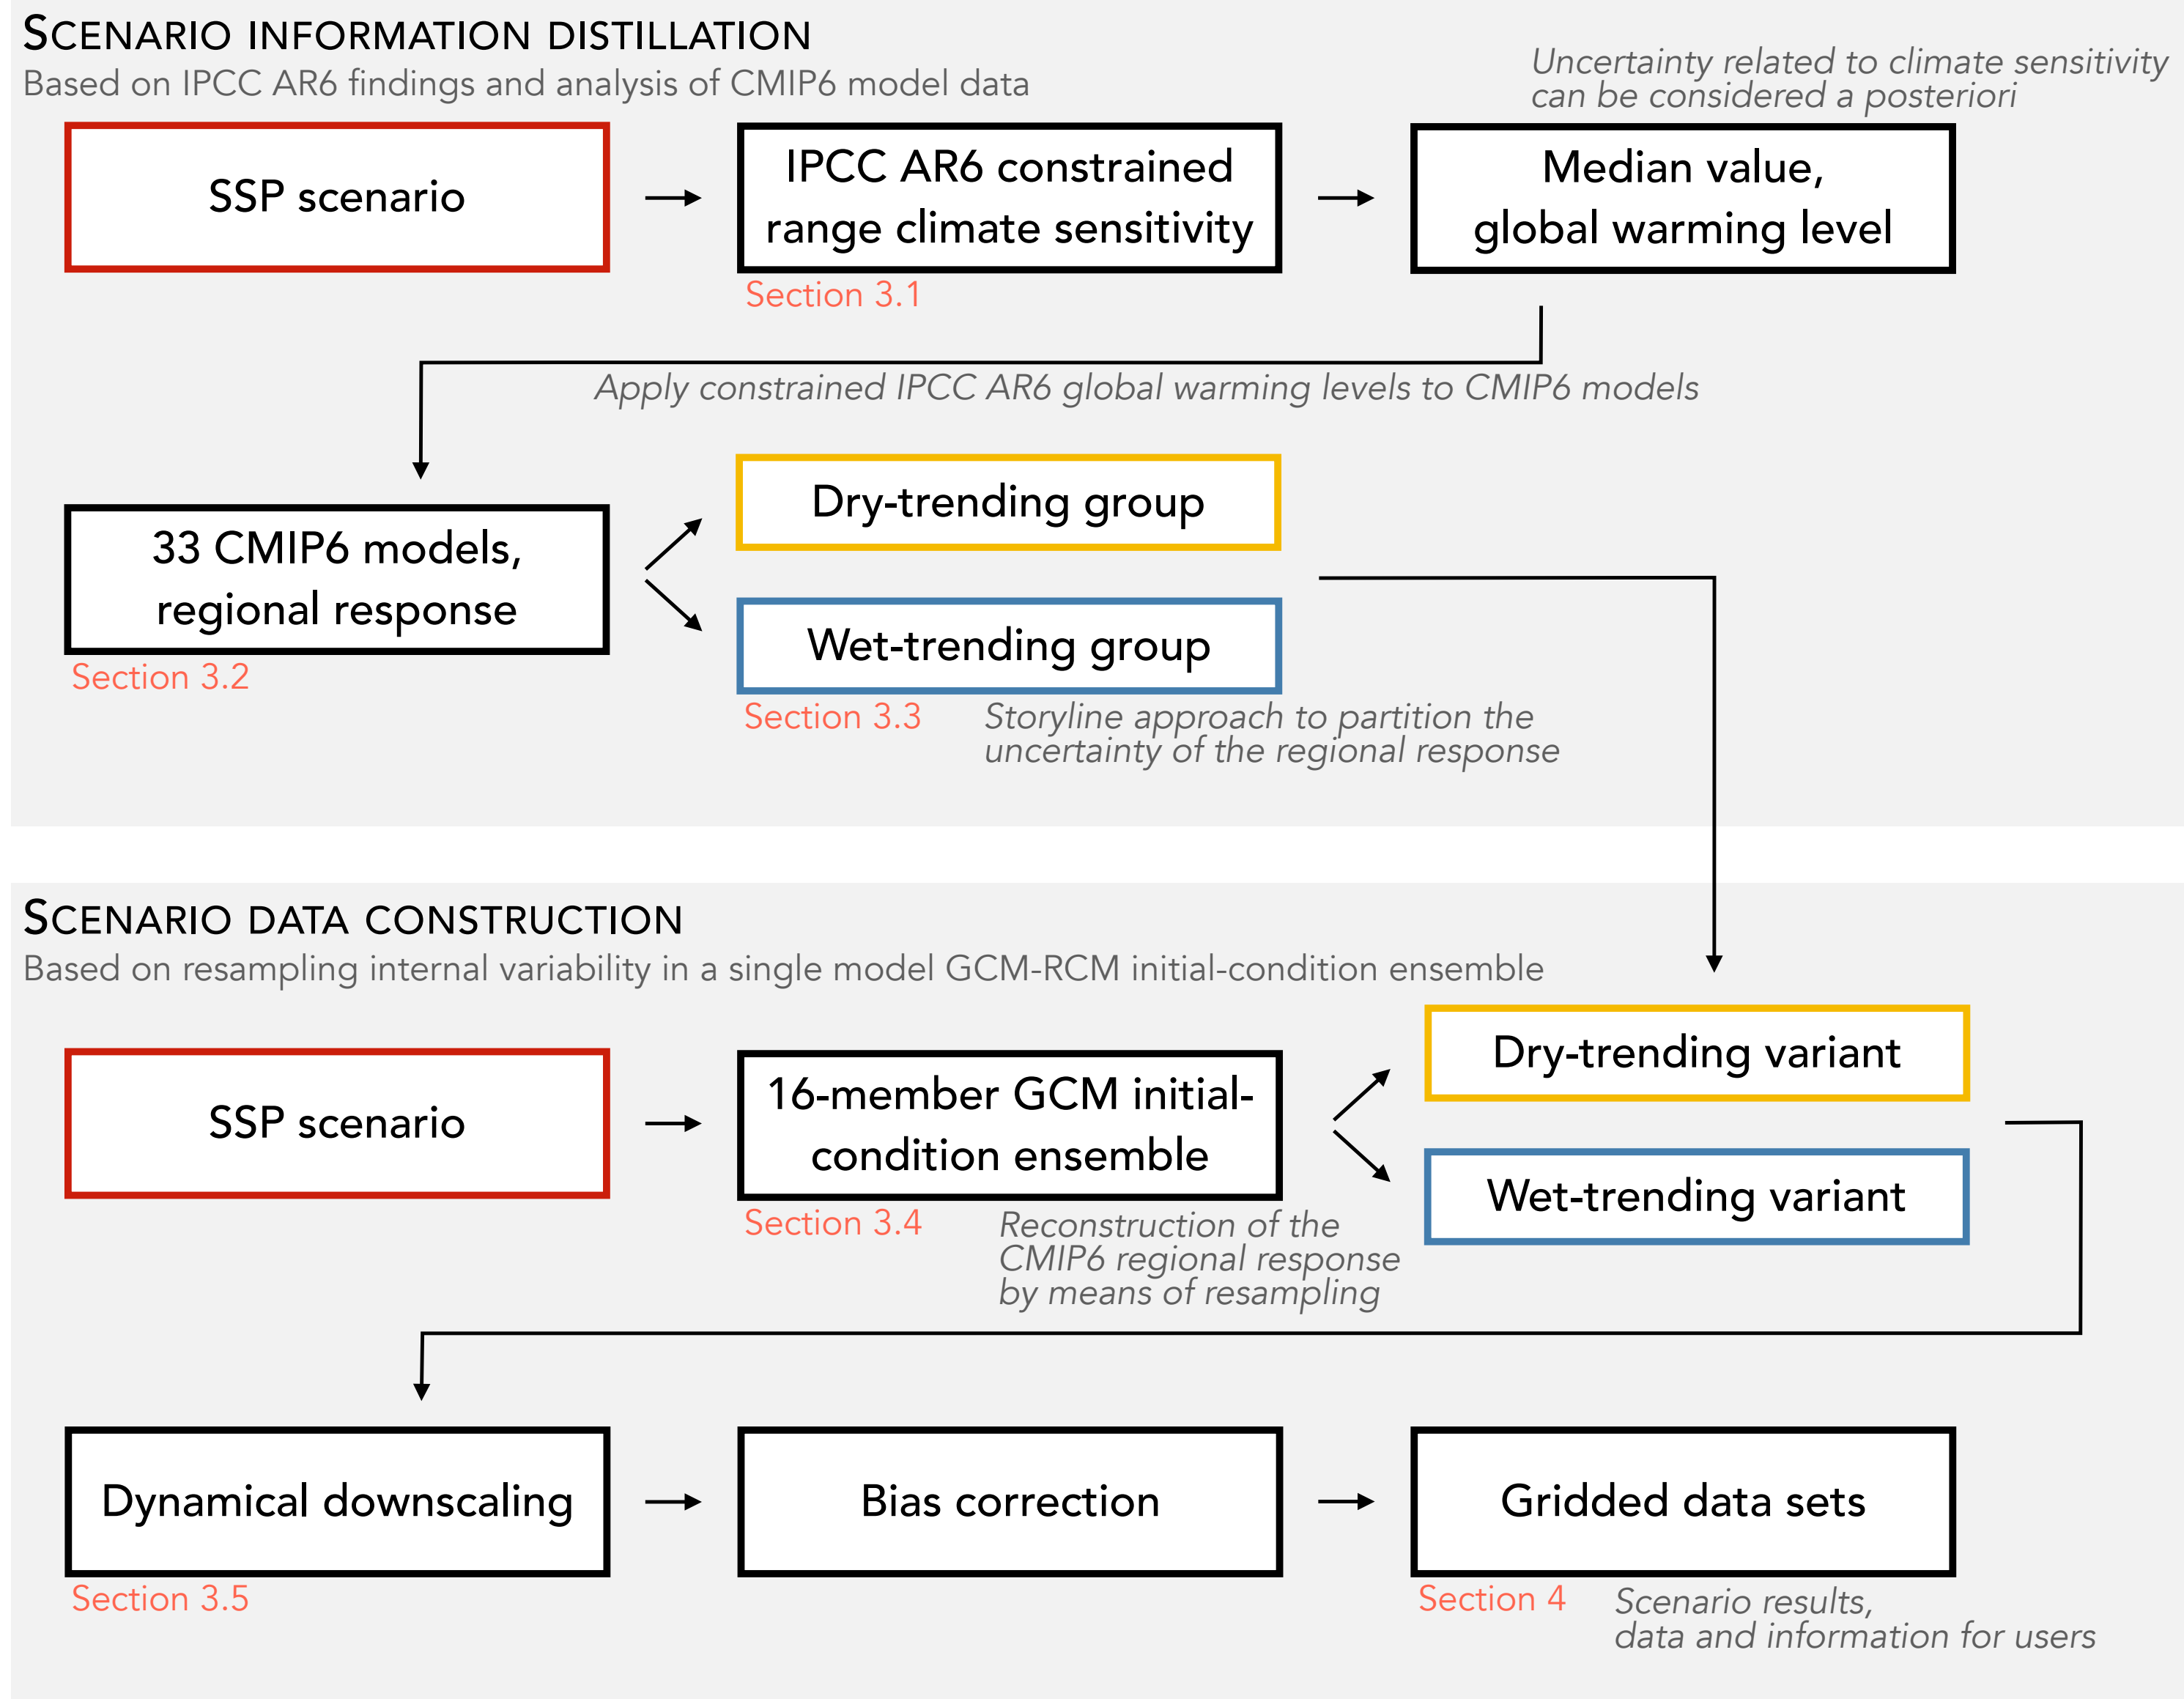 SCENARIO INFORMATION DISTILLATION
Based on IPCC AR6 findings and analysis of CMIP6 model data
Uncertainty related to climate sensitivity
can be considered a posteriori
SSP scenario
IPCC AR6 constrained
range climate sensitivity
Median value,
global warming level
Section 3.1
Apply constrained IPCC AR6 global warming levels to CMIP6 models
33 CMIP6 models,
regional response
Dry-trending group
Wet-trending group
Section 3.2
Section 3.3
Storyline approach to partition the
uncertainty of the regional response
SCENARIO DATA CONSTRUCTION
Based on resampling internal variability in a single model GCM-RCM initial-condition ensemble
SSP scenario
16-member GCM initial-
condition ensemble
Dry-trending variant
Wet-trending variant
Section 3.4
Reconstruction of the
CMIP6 regional response
by means of resampling
Dynamical downscaling
Bias correction
Gridded data sets
Section 3.5
Section 4
Scenario results,
data and information for users